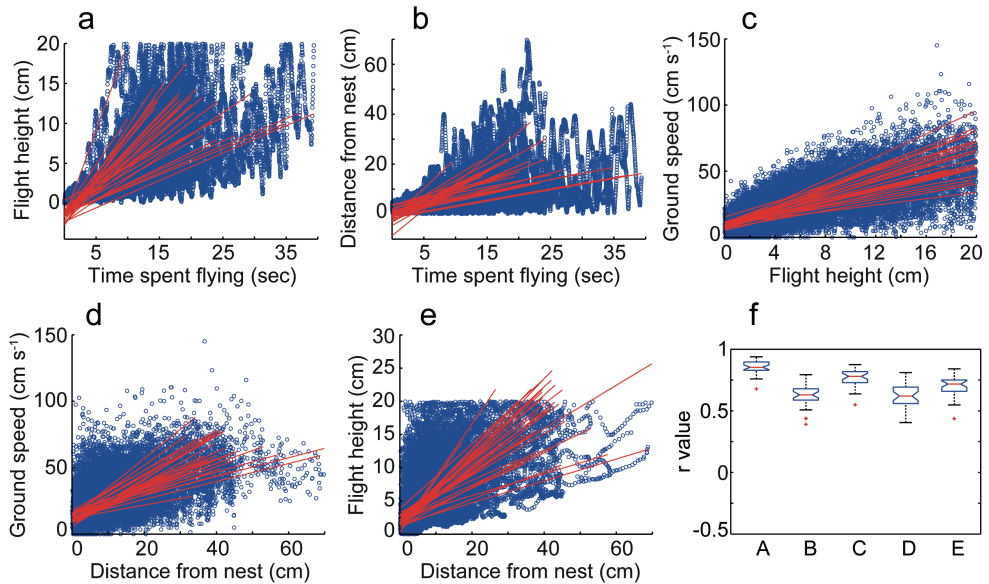 a
Flight height (cm)
20
15
10
5
0
5 15 25 35
Time spent flying (sec)
b
Distance from nest (cm)
60
40
20
0
5 15 25 35
Time spent flying (sec)
c
Ground speed (cm s⁻¹)
150
100
50
0
0 4 8 12 16 20
Flight height (cm)
d
Ground speed (cm s⁻¹)
150
100
50
0
0 20 40 60
Distance from nest (cm)
e
Flight height (cm)
30
25
20
15
10
5
0
0 20 40 60
Distance from nest (cm)
f
r value
1
0.5
0
-0.5
A B C D E